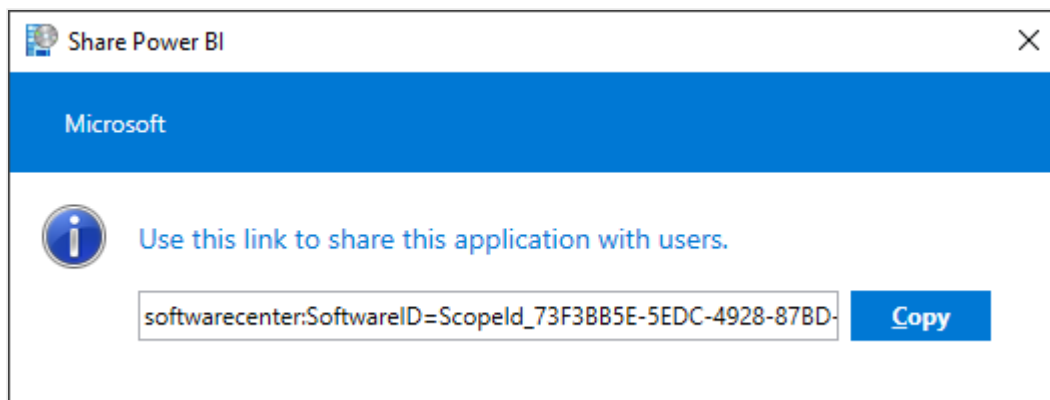 Share Power BI
Microsoft
Use this link to share this application with users.
softwarecenter:SoftwareID=ScopeId_73F3BB5E-5EDC-4928-87BD-
Copy